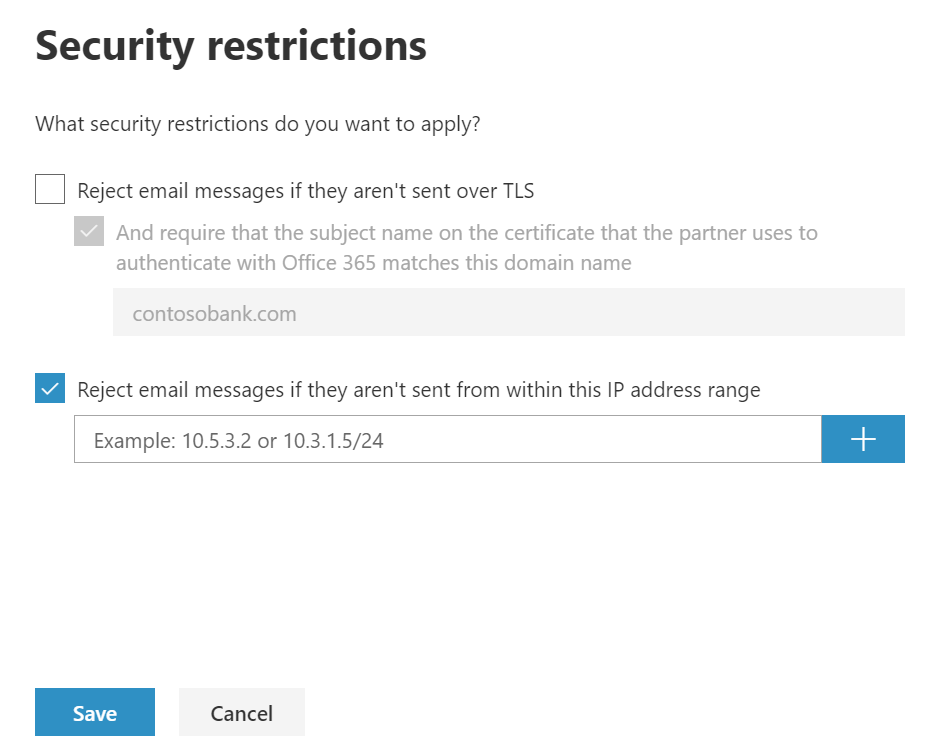 Security restrictions
What security restrictions do you want to apply?
Reject email messages if they aren't sent over TLS
And require that the subject name on the certificate that the partner uses to
authenticate with Office 365 matches this domain name
contosobank.com
Reject email messages if they aren't sent from within this IP address range
Example: 10.5.3.2 or 10.3.1.5/24
Save Cancel